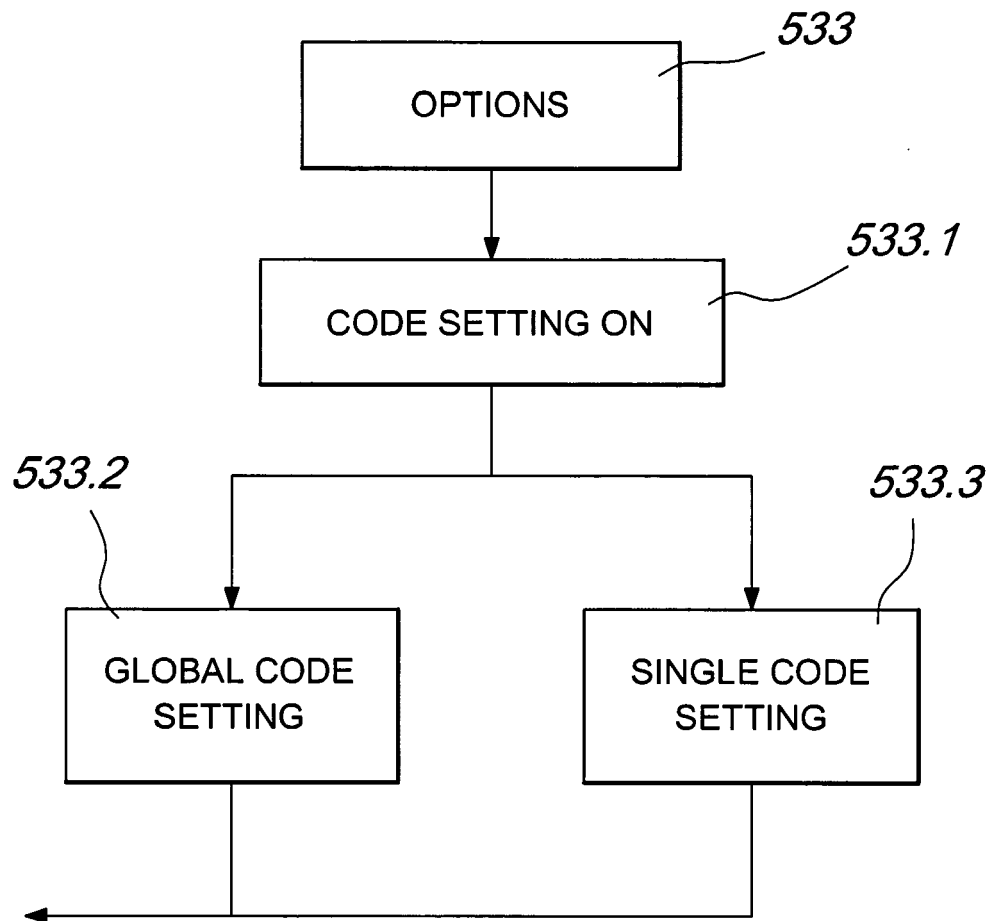 533
OPTIONS
533.1
CODE SETTING ON
533.2
533.3
GLOBAL CODE
SETTING
SINGLE CODE
SETTING